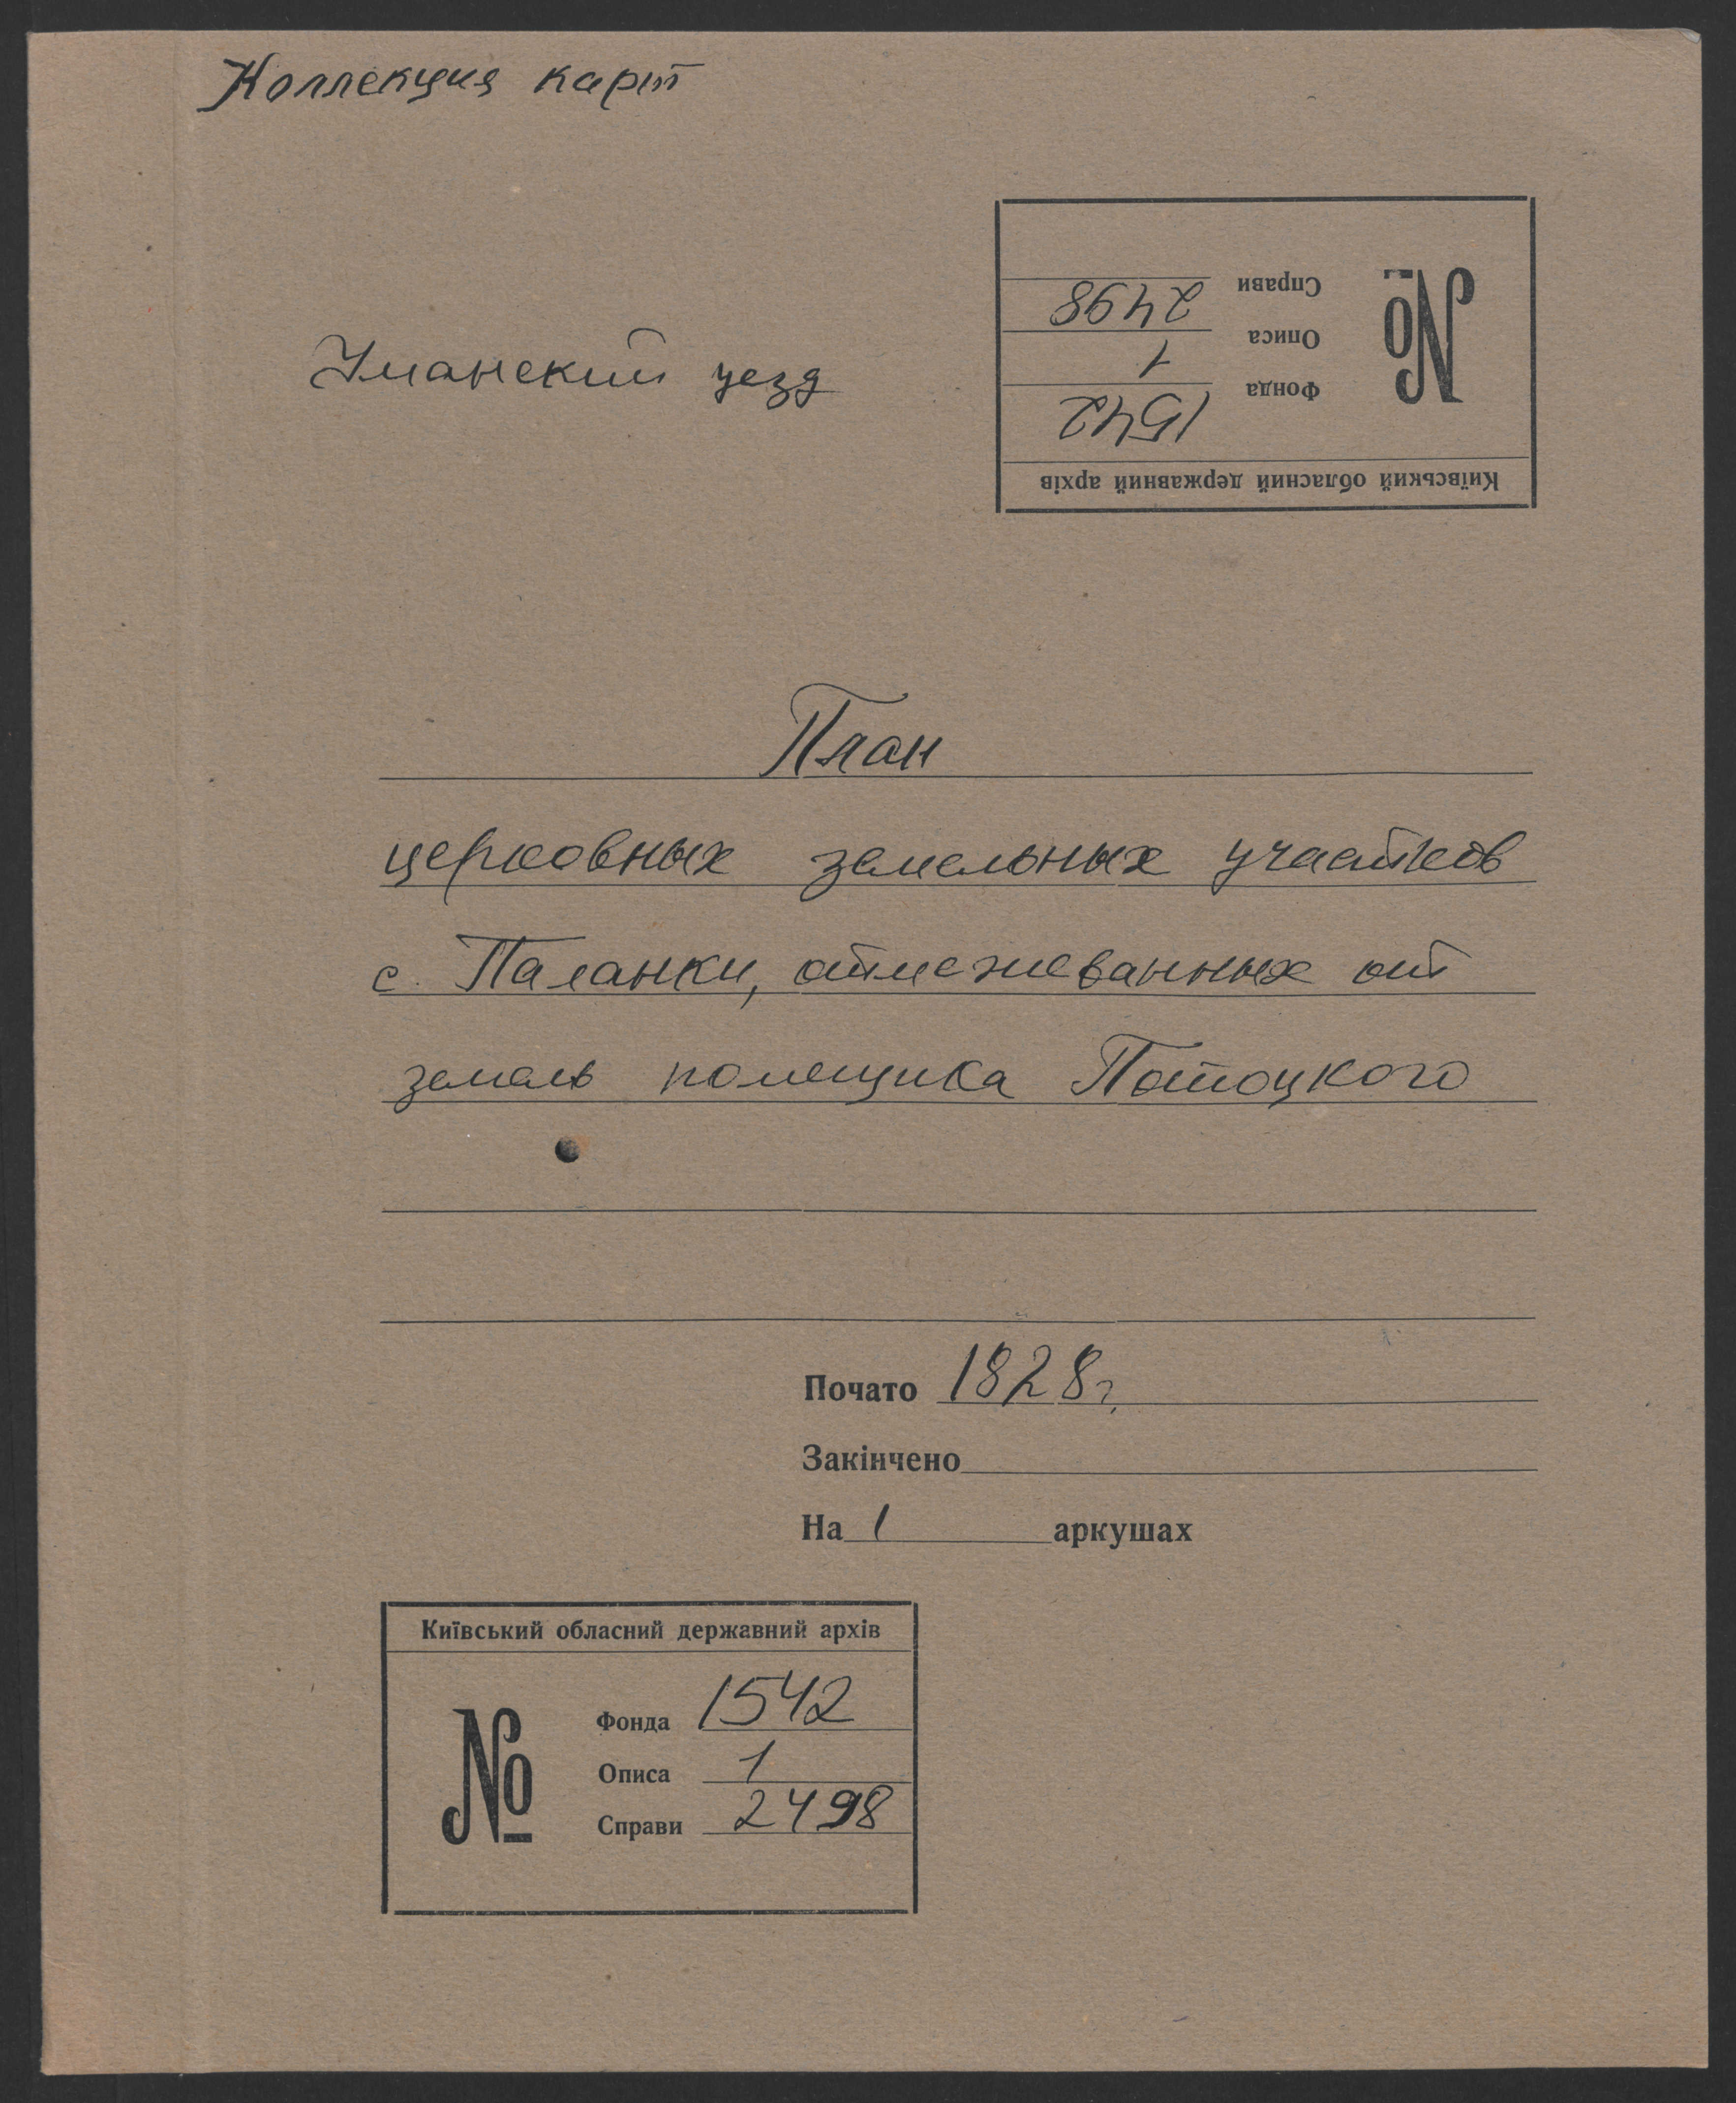 Коллекция карт
Уманский уезд
Київський обласний державний архів
№
Фонда 1542
Описа 1
Справи 2498
План
церковных земельных участков
с. Паланки, отмежеванных от
земель помещика Потоцкого
Почато 1828 г.
Закінчено
На 1 аркушах
Київський обласний державний архів
№
Фонда 1542
Описа 1
Справи 2498